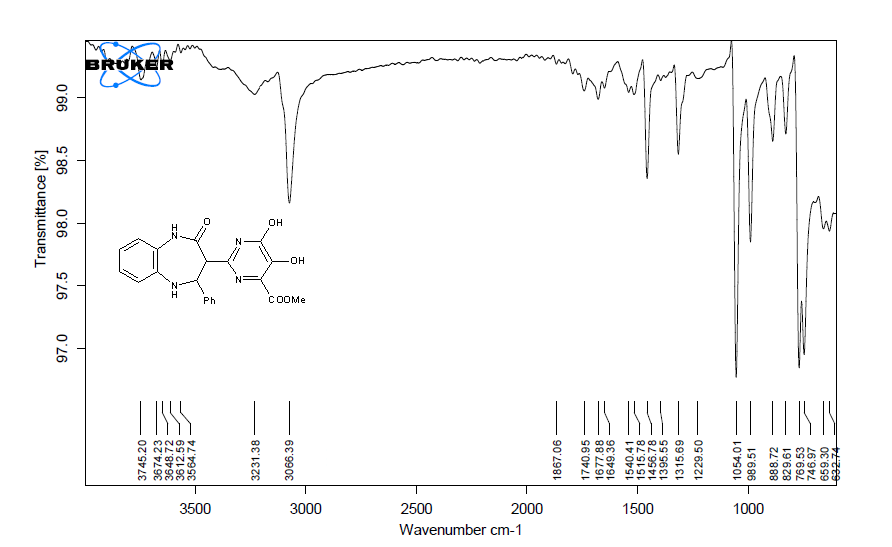 BRUKER
99.0
98.5
98.0
97.5
97.0
Transmittance [%]
H
N
O
N
OH
N
OH
N
H
Ph
COOMe
3745.20
3674.23
3648.72
3612.59
3564.74
3231.38
3066.39
1867.06
1740.95
1677.88
1649.36
1540.41
1515.78
1456.78
1395.55
1315.69
1229.50
1054.01
989.51
888.72
829.61
769.53
746.97
659.30
632.74
3500
3000
2500
2000
1500
1000
Wavenumber cm-1